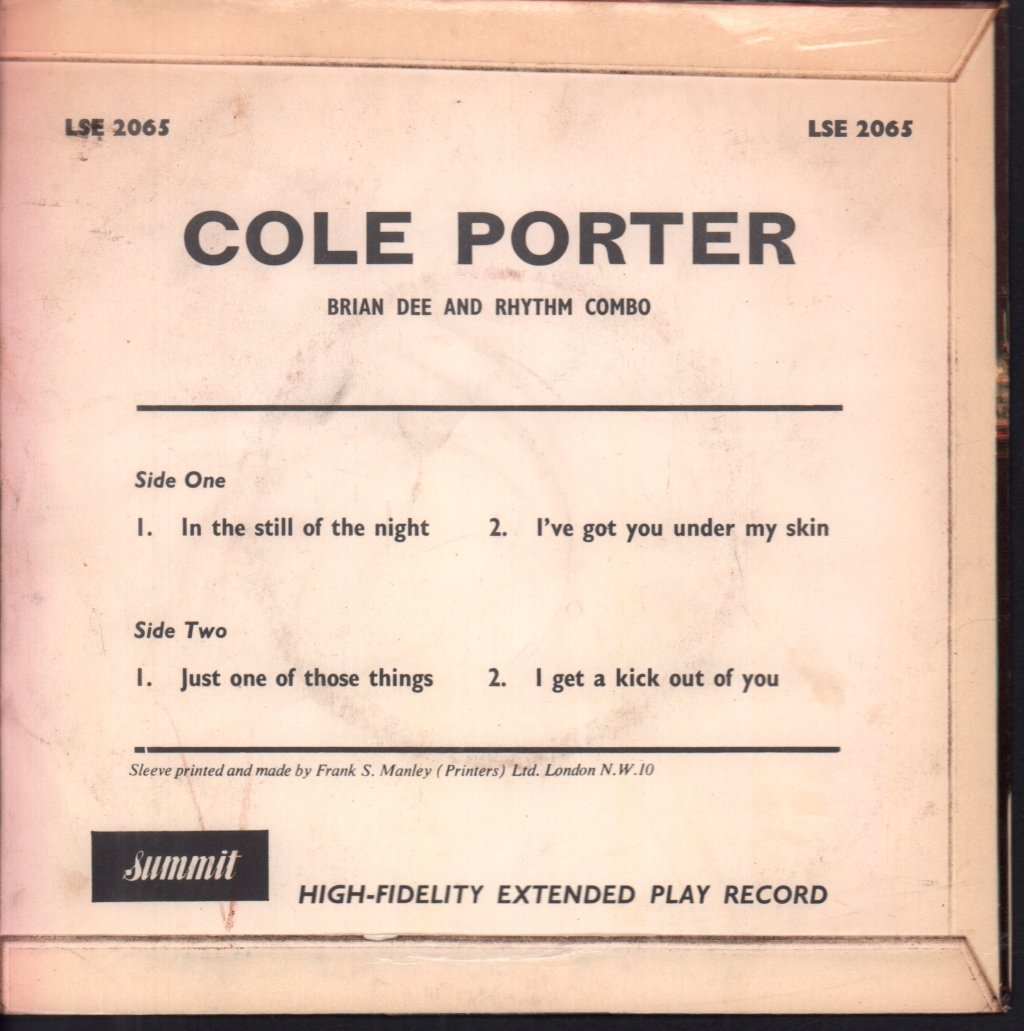 LSE 2065 LSE 2065
COLE PORTER
BRIAN DEE AND RHYTHM COMBO
Side One
1. In the still of the night 2. I've got you under my skin
Side Two
1. Just one of those things 2. I get a kick out of you
Sleeve printed and made by Frank S. Manley (Printers) Ltd. London N.W.10
summit
HIGH-FIDELITY EXTENDED PLAY RECORD